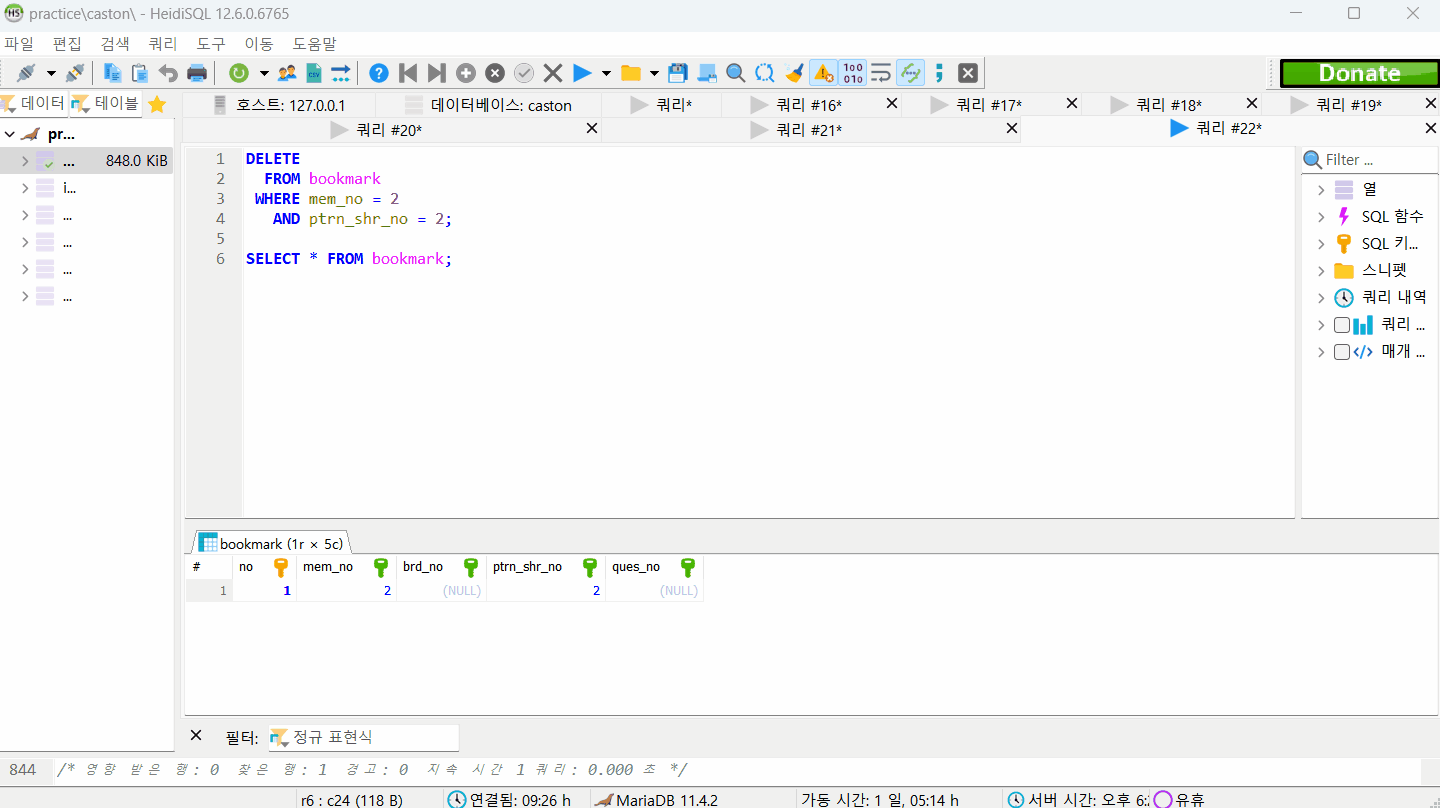 practice\caston\ - HeidiSQL 12.6.0.6765
파일 편집 검색 쿼리 도구 이동 도움말
Donate
데이터 테이블 호스트: 127.0.0.1 데이터베이스: caston 쿼리* 쿼리 #16* 쿼리 #17* 쿼리 #18* 쿼리 #19*
쿼리 #20* 쿼리 #21* 쿼리 #22*
pr...
... 848.0 KiB
i...
...
...
...
...
1 DELETE
2 FROM bookmark
3 WHERE mem_no = 2
4 AND ptrn_shr_no = 2;
5
6 SELECT * FROM bookmark;
Filter ...
열
SQL 함수
SQL 키...
스니펫
쿼리 내역
쿼리 ...
매개 ...
bookmark (1r × 5c)
# no mem_no brd_no ptrn_shr_no ques_no
1 1 2 (NULL) 2 (NULL)
필터: 정규 표현식
844 /* 영향 받은 행: 0 찾은 행: 1 경고: 0 지속 시간 1 쿼리: 0.000 초 */
r6 : c24 (118 B) 연결됨: 09:26 h MariaDB 11.4.2 가동 시간: 1 일, 05:14 h 서버 시간: 오후 6: 유휴